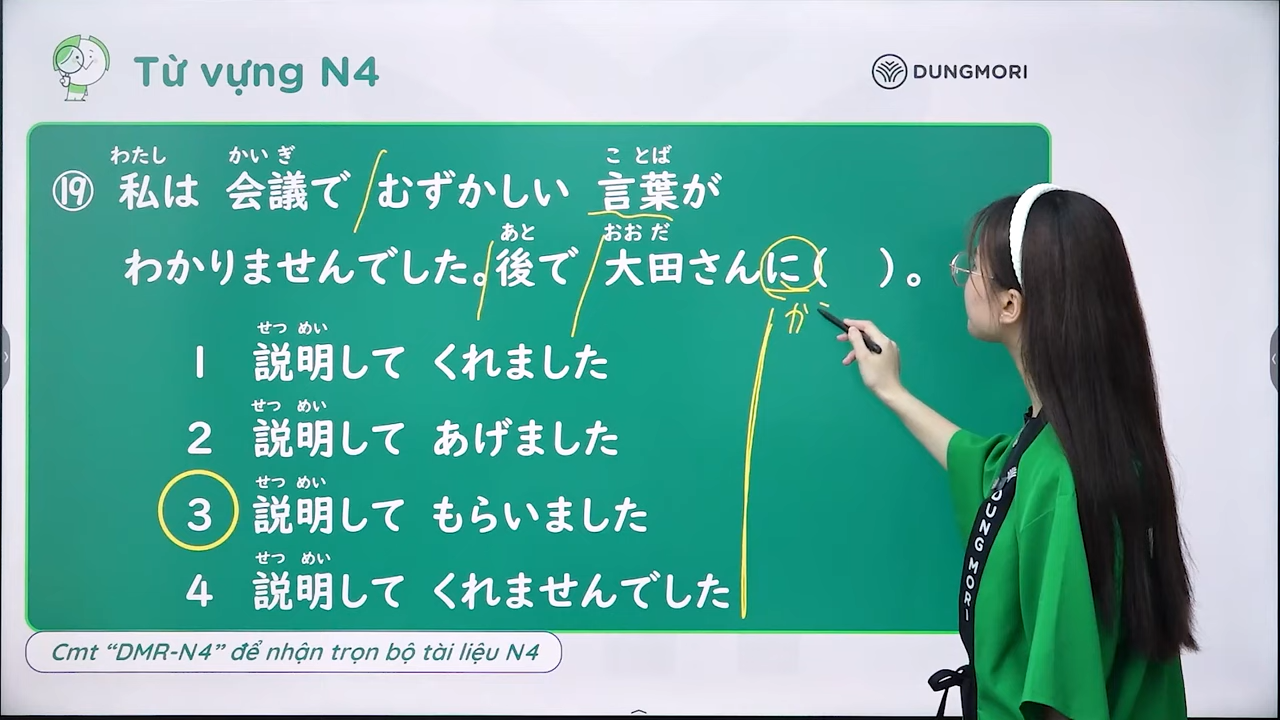 Từ vựng N4
DUNGMORI
わたし かい ぎ こ とば
⑲ 私は 会議で むずかしい 言葉が
あと おお だ
わかりませんでした。後で 大田さんに( )。
か
せつ めい
1 説明して くれました
せつ めい
2 説明して あげました
せつ めい
3 説明して もらいました
せつ めい
4 説明して くれませんでした
Cmt “DMR-N4” để nhận trọn bộ tài liệu N4
DUNGMORI